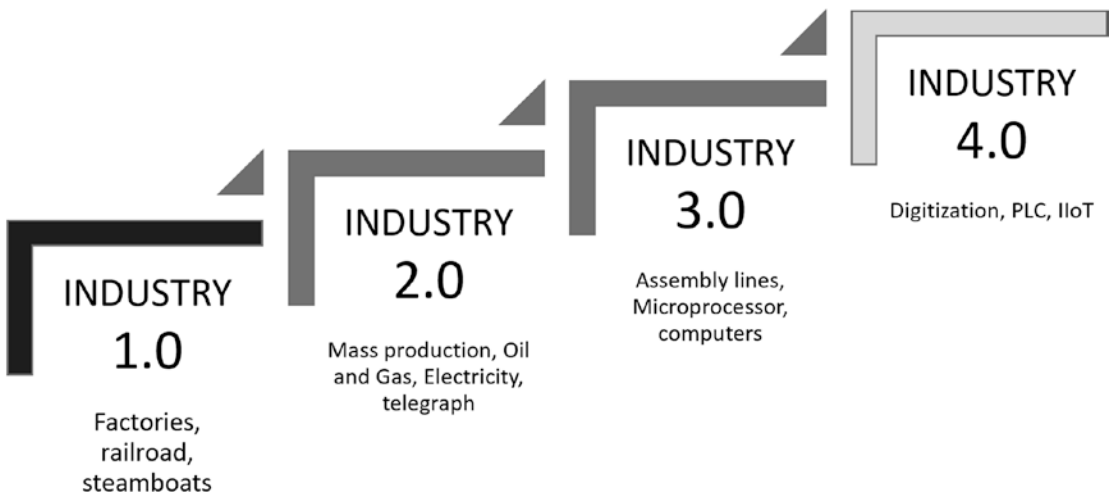 INDUSTRY
1.0
Factories,
railroad,
steamboats
INDUSTRY
2.0
Mass production, Oil
and Gas, Electricity,
telegraph
INDUSTRY
3.0
Assembly lines,
Microprocessor,
computers
INDUSTRY
4.0
Digitization, PLC, IIoT